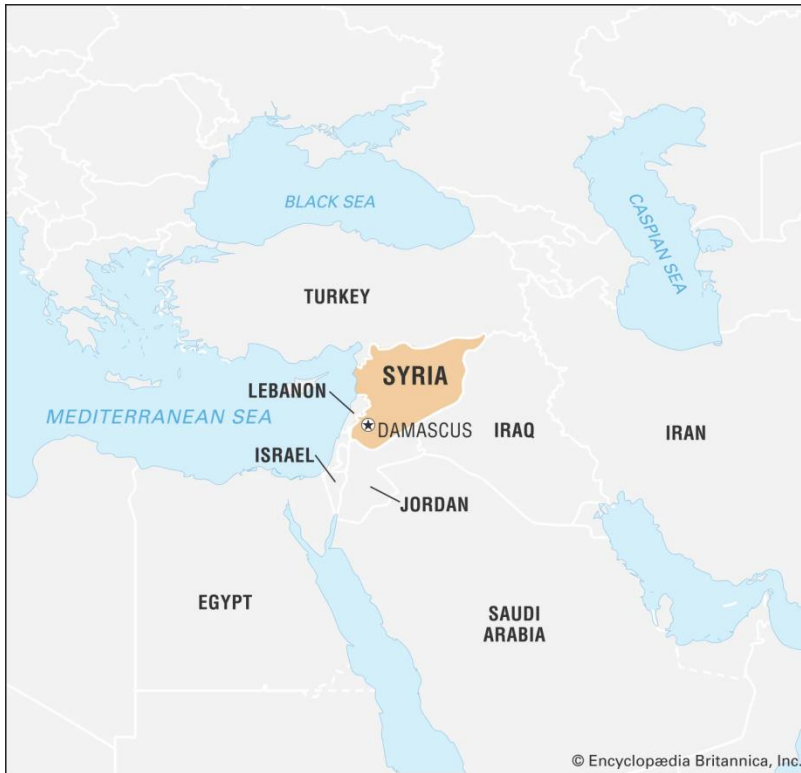 BLACK SEA
CASPIAN SEA
TURKEY
SYRIA
LEBANON
MEDITERRANEAN SEA
DAMASCUS
IRAQ
IRAN
ISRAEL
JORDAN
EGYPT
SAUDI
ARABIA
© Encyclopædia Britannica, Inc.